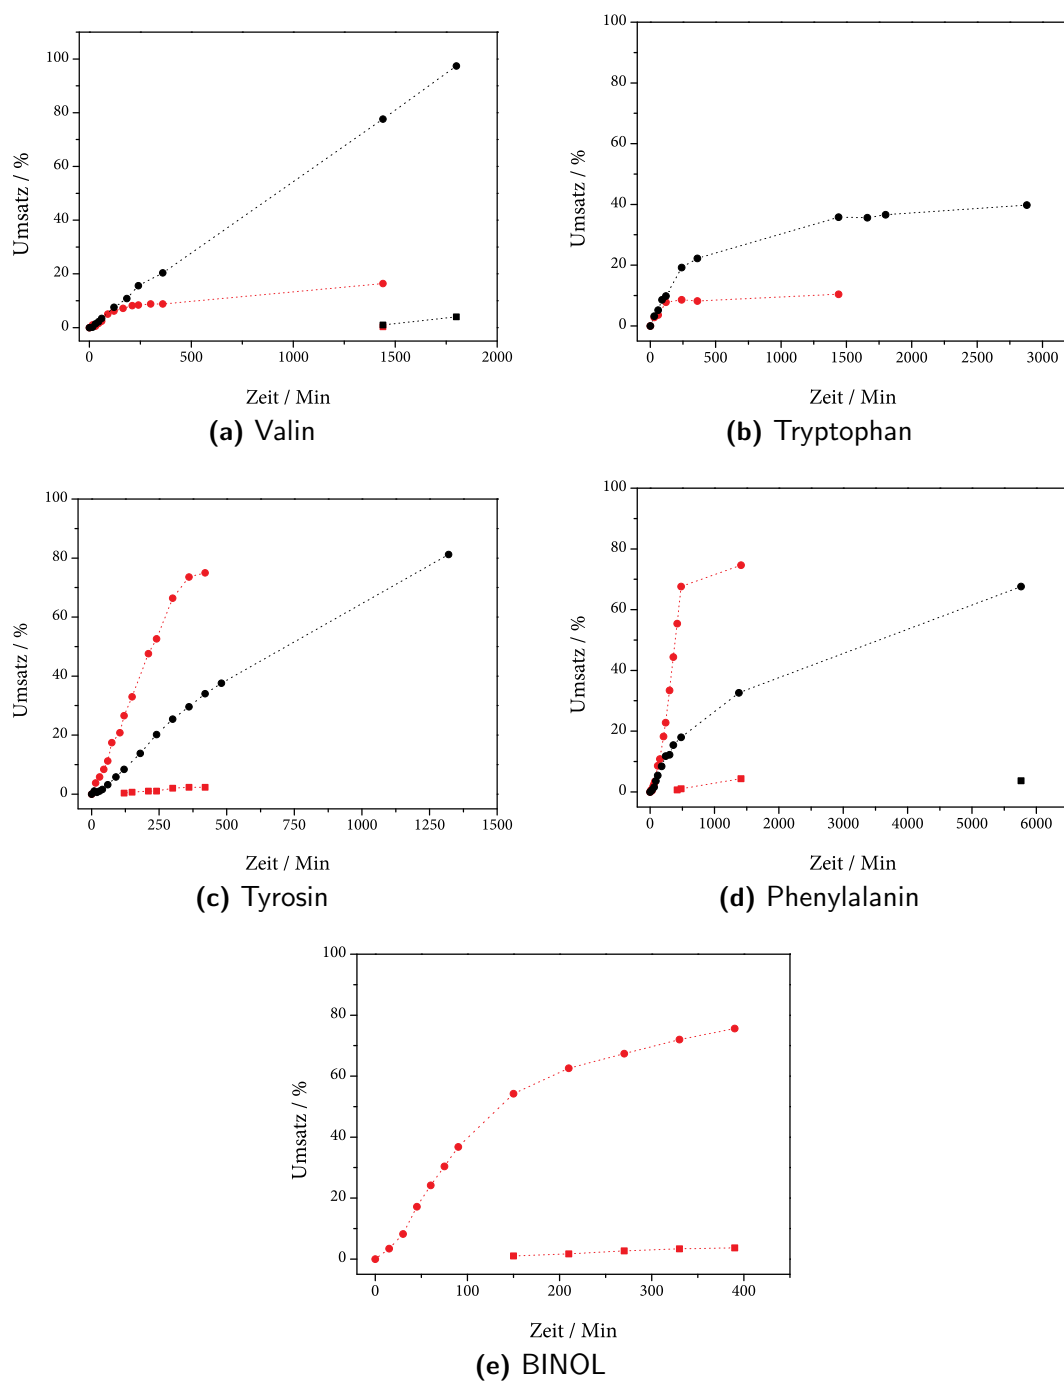 100
80
60
40
20
0
Umsatz / %
0 500 1000 1500 2000
Zeit / Min
(a) Valin
100
80
60
40
20
0
Umsatz / %
0 500 1000 1500 2000 2500 3000
Zeit / Min
(b) Tryptophan
100
80
60
40
20
0
Umsatz / %
0 250 500 750 1000 1250 1500
Zeit / Min
(c) Tyrosin
100
80
60
40
20
0
Umsatz / %
0 1000 2000 3000 4000 5000 6000
Zeit / Min
(d) Phenylalanin
100
80
60
40
20
0
Umsatz / %
0 100 200 300 400
Zeit / Min
(e) BINOL